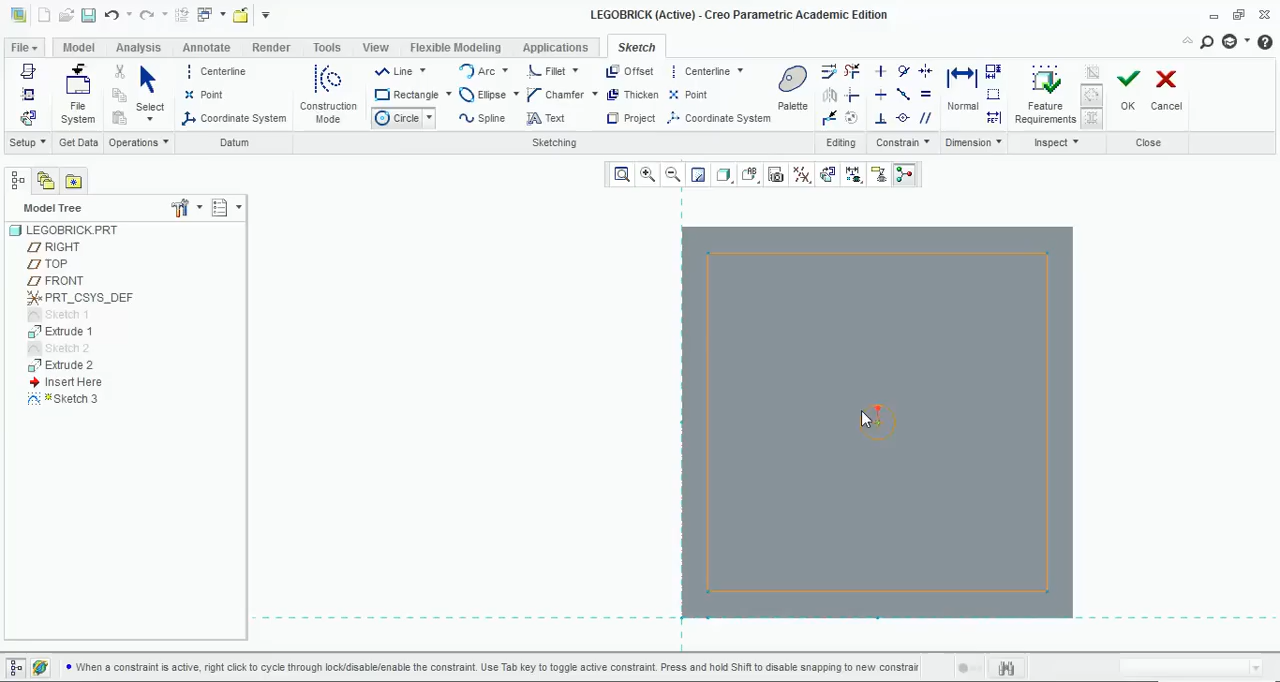 LEGOBRICK (Active) - Creo Parametric Academic Edition
File Model Analysis Annotate Render Tools View Flexible Modeling Applications Sketch
Centerline Line Arc Fillet Offset Centerline
Point Rectangle Ellipse Chamfer Thicken Point
File System Select Coordinate System Construction Mode Circle Spline Text Project Coordinate System Palette Normal Feature Requirements OK Cancel
Setup Get Data Operations Datum Sketching Editing Constrain Dimension Inspect Close
Model Tree
LEGOBRICK.PRT
RIGHT
TOP
FRONT
PRT_CSYS_DEF
Sketch 1
Extrude 1
Sketch 2
Extrude 2
Insert Here
Sketch 3
When a constraint is active, right click to cycle through lock/disable/enable the constraint. Use Tab key to toggle active constraint. Press and hold Shift to disable snapping to new constrair